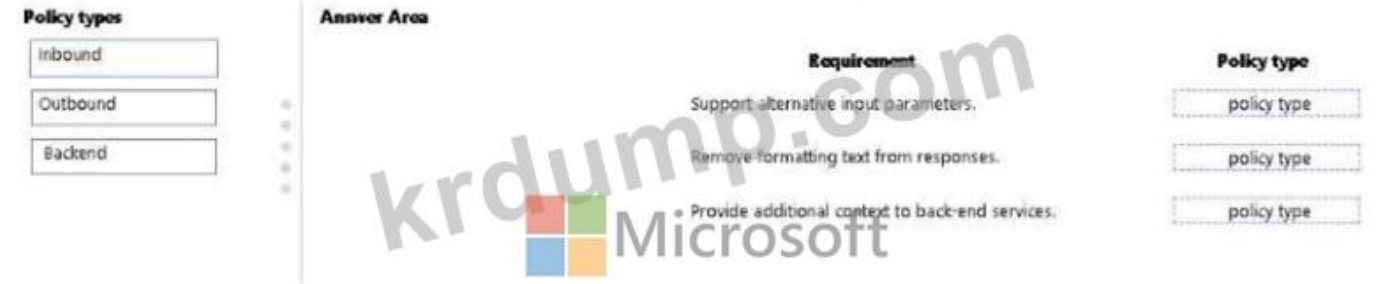 Policy types
Answer Area
Inbound
Outbound
Backend
Requirement
Policy type
Support alternative input parameters.
policy type
Remove formatting text from responses.
policy type
Provide additional context to back-end services.
policy type
krdump.com
Microsoft